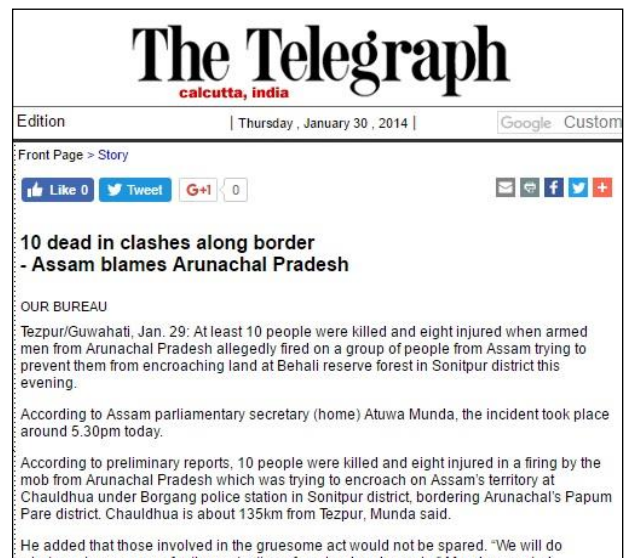 The Telegraph
calcutta, india
Edition | Thursday , January 30 , 2014 | Google Custom
Front Page > Story
Like 0 Tweet G+1 0
10 dead in clashes along border
- Assam blames Arunachal Pradesh
OUR BUREAU
Tezpur/Guwahati, Jan. 29: At least 10 people were killed and eight injured when armed
men from Arunachal Pradesh allegedly fired on a group of people from Assam trying to
prevent them from encroaching land at Behali reserve forest in Sonitpur district this
evening.
According to Assam parliamentary secretary (home) Atuwa Munda, the incident took place
around 5.30pm today.
According to preliminary reports, 10 people were killed and eight injured in a firing by the
mob from Arunachal Pradesh which was trying to encroach on Assam's territory at
Chauldhua under Borgang police station in Sonitpur district, bordering Arunachal's Papum
Pare district. Chauldhua is about 135km from Tezpur, Munda said.
He added that those involved in the gruesome act would not be spared. "We will do